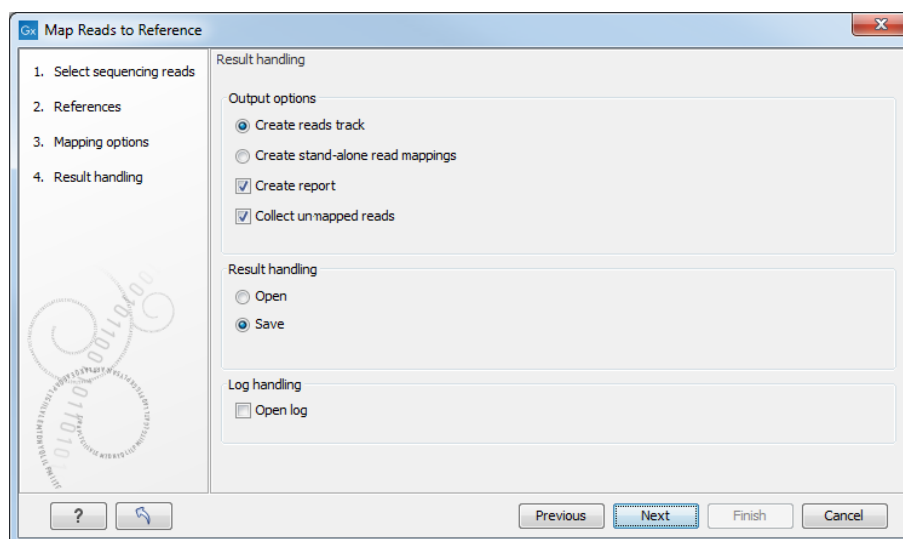 Gx Map Reads to Reference
1. Select sequencing reads
2. References
3. Mapping options
4. Result handling
Result handling
Output options
Create reads track
Create stand-alone read mappings
Create report
Collect unmapped reads
Result handling
Open
Save
Log handling
Open log
? Previous Next Finish Cancel